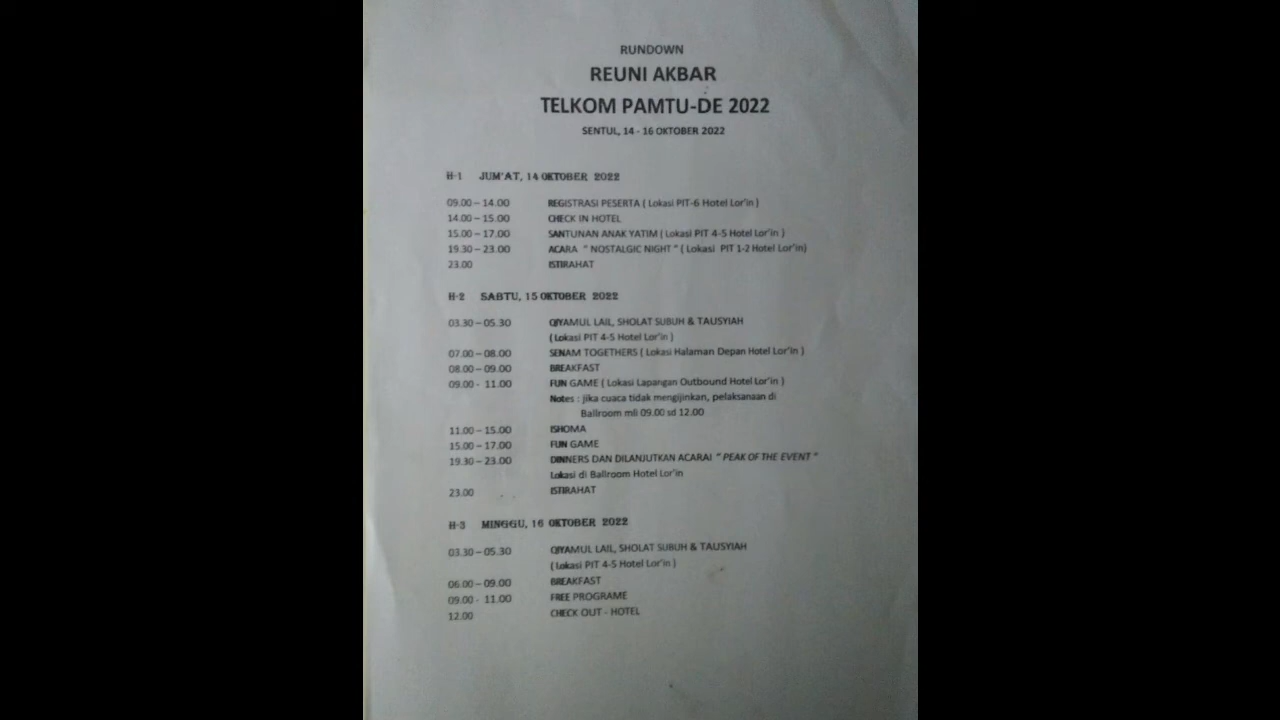 RUNDOWN
REUNI AKBAR
TELKOM PAMTU-DE 2022
SENTUL, 14 - 16 OKTOBER 2022
H-1 JUM'AT, 14 OKTOBER 2022
09.00 – 14.00 REGISTRASI PESERTA ( Lokasi PIT-6 Hotel Lor'in )
14.00 – 15.00 CHECK IN HOTEL
15.00 – 17.00 SANTUNAN ANAK YATIM ( Lokasi PIT 4-5 Hotel Lor'in )
19.30 – 23.00 ACARA " NOSTALGIC NIGHT " ( Lokasi PIT 1-2 Hotel Lor'in)
23.00 ISTIRAHAT
H-2 SABTU, 15 OKTOBER 2022
03.30 – 05.30 QIYAMUL LAIL, SHOLAT SUBUH & TAUSYIAH
( Lokasi PIT 4-5 Hotel Lor'in )
07.00 – 08.00 SENAM TOGETHERS ( Lokasi Halaman Depan Hotel Lor'in )
08.00 – 09.00 BREAKFAST
09.00 - 11.00 FUN GAME ( Lokasi Lapangan Outbound Hotel Lor'in )
Notes : jika cuaca tidak mengijinkan, pelaksanaan di
Ballroom mli 09.00 sd 12.00
11.00 – 15.00 ISHOMA
15.00 – 17.00 FUN GAME
19.30 – 23.00 DINNERS DAN DILANJUTKAN ACARAI " PEAK OF THE EVENT "
Lokasi di Ballroom Hotel Lor'in
23.00 ISTIRAHAT
H-3 MINGGU, 16 OKTOBER 2022
03.30 – 05.30 QIYAMUL LAIL, SHOLAT SUBUH & TAUSYIAH
( Lokasi PIT 4-5 Hotel Lor'in )
06.00 – 09.00 BREAKFAST
09.00 - 11.00 FREE PROGRAME
12.00 CHECK OUT - HOTEL